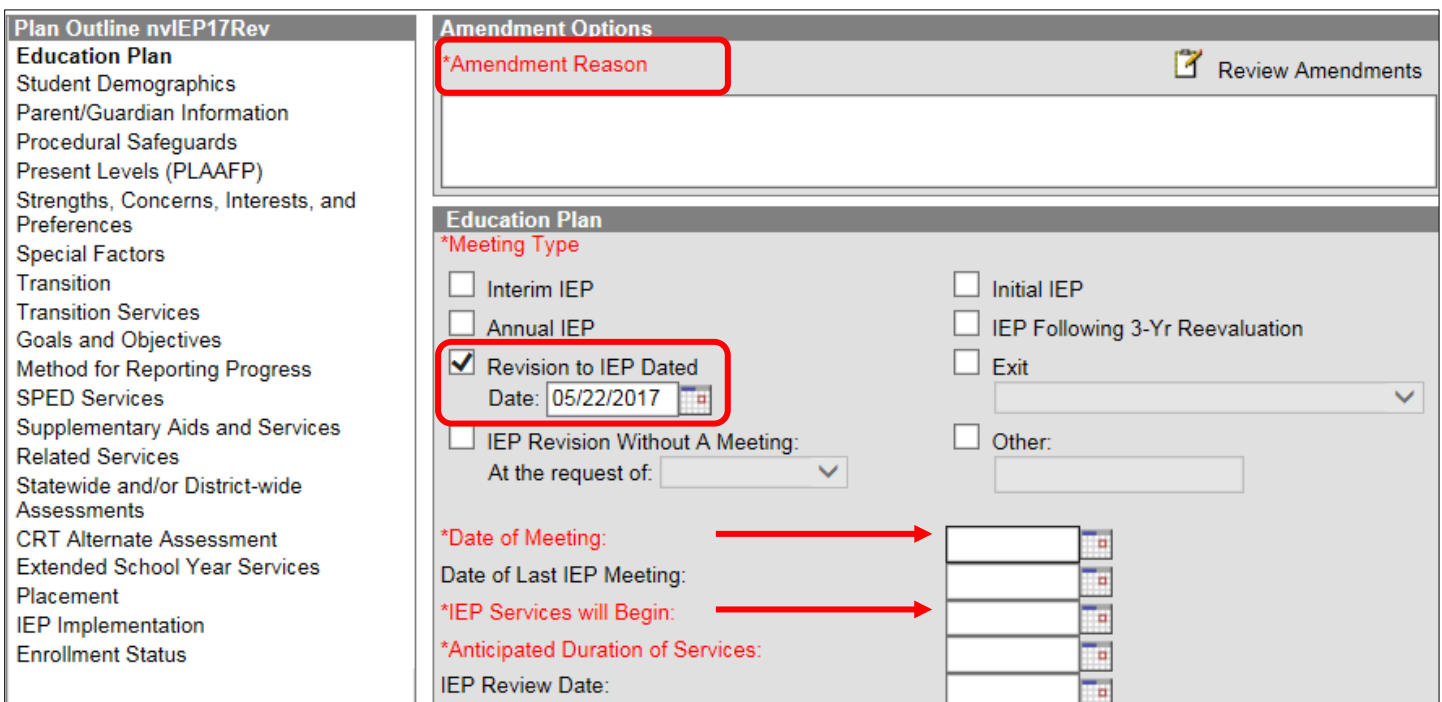 Plan Outline nvIEP17Rev
Education Plan
Student Demographics
Parent/Guardian Information
Procedural Safeguards
Present Levels (PLAAFP)
Strengths, Concerns, Interests, and
Preferences
Special Factors
Transition
Transition Services
Goals and Objectives
Method for Reporting Progress
SPED Services
Supplementary Aids and Services
Related Services
Statewide and/or District-wide
Assessments
CRT Alternate Assessment
Extended School Year Services
Placement
IEP Implementation
Enrollment Status
Amendment Options
*Amendment Reason
Review Amendments
Education Plan
*Meeting Type
Interim IEP
Initial IEP
Annual IEP
IEP Following 3-Yr Reevaluation
Revision to IEP Dated
Exit
Date: 05/22/2017
IEP Revision Without A Meeting:
Other:
At the request of:
*Date of Meeting:
Date of Last IEP Meeting:
*IEP Services will Begin:
*Anticipated Duration of Services:
IEP Review Date: